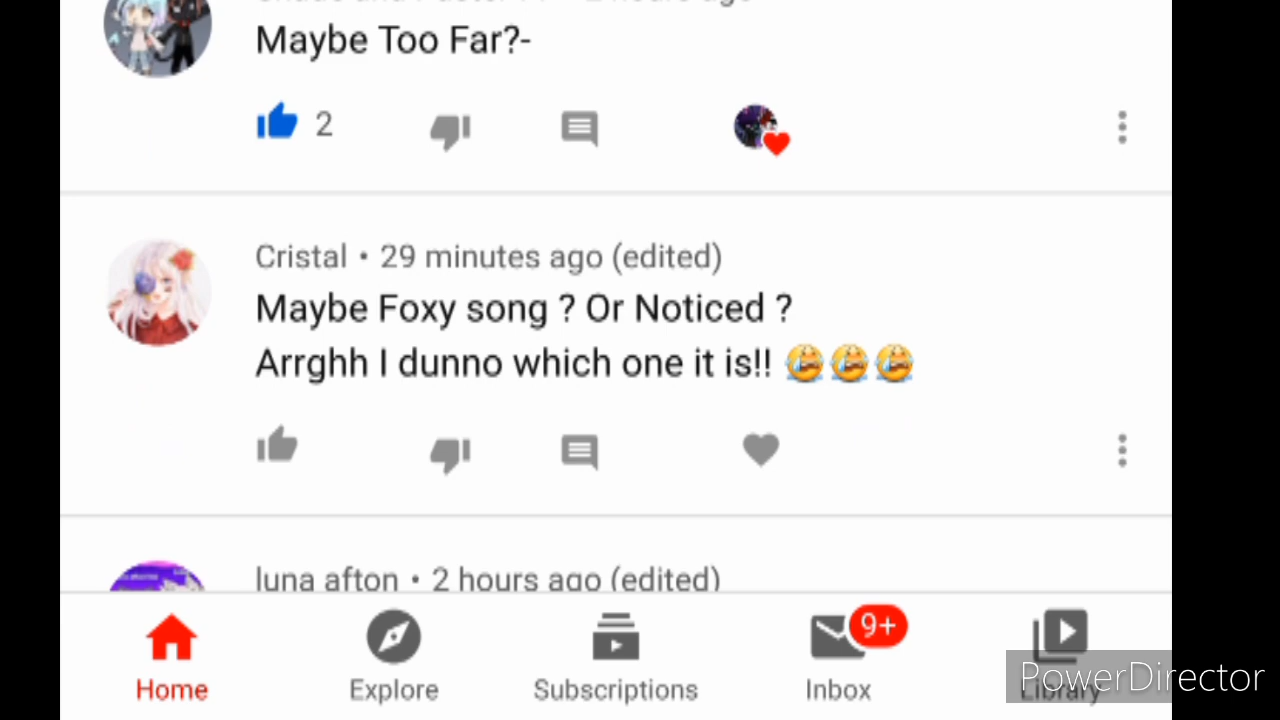 Maybe Too Far?-
2
Cristal • 29 minutes ago (edited)
Maybe Foxy song ? Or Noticed ?
Arrghh I dunno which one it is!! 😂😂😂
luna afton • 2 hours ago (edited)
9+
Home
Explore
Subscriptions
Inbox
Library
PowerDirector